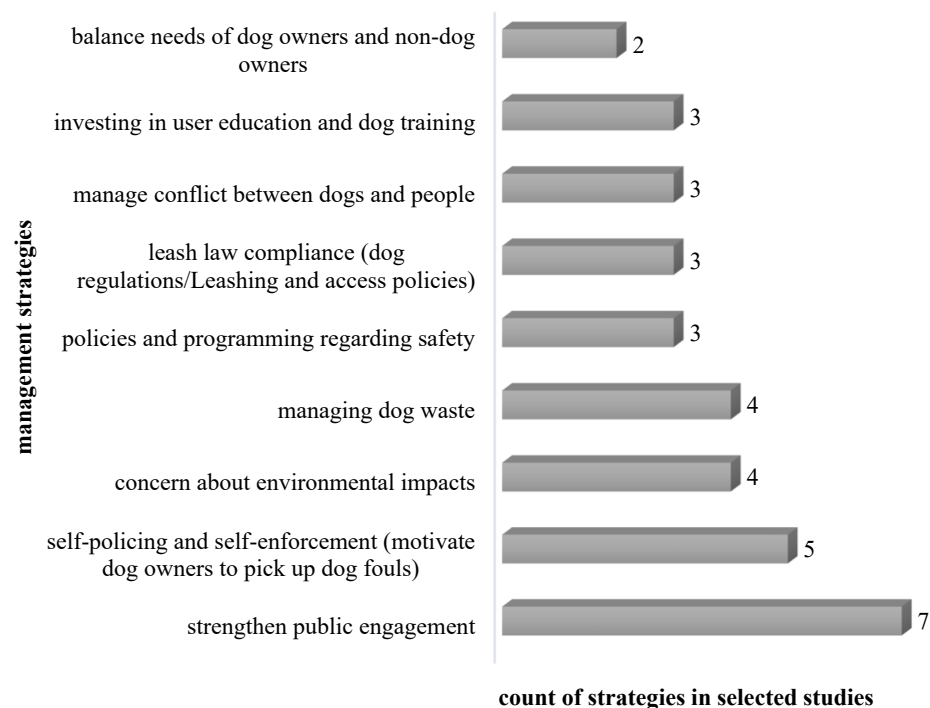 balance needs of dog owners and non-dog
owners
2
investing in user education and dog training
3
manage conflict between dogs and people
3
leash law compliance (dog
regulations/Leashing and access policies)
3
policies and programming regarding safety
3
managing dog waste
4
concern about environmental impacts
4
self-policing and self-enforcement (motivate
dog owners to pick up dog fouls)
5
strengthen public engagement
7
management strategies
count of strategies in selected studies